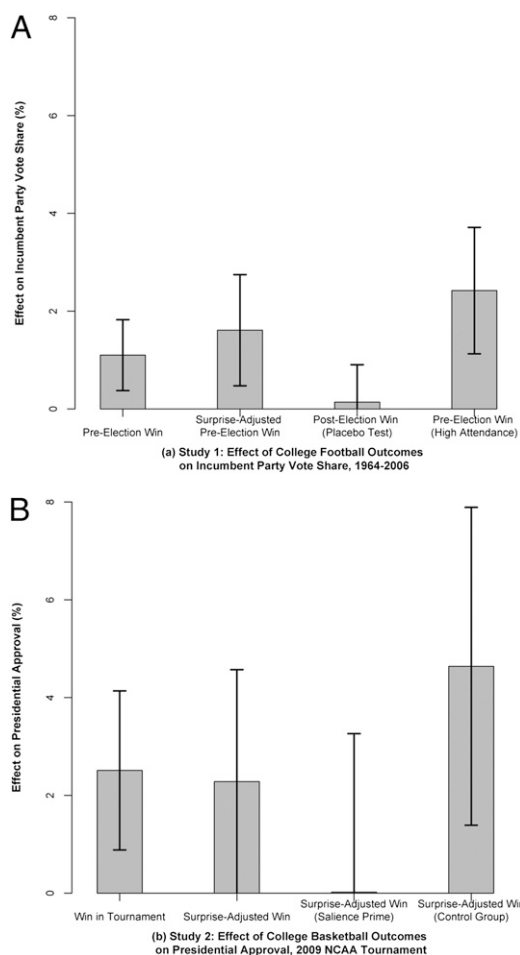 A
8
6
4
2
0
Effect on Incumbent Party Vote Share (%)
Pre-Election Win
Surprise-Adjusted
Pre-Election Win
Post-Election Win
(Placebo Test)
Pre-Election Win
(High Attendance)
(a) Study 1: Effect of College Football Outcomes
on Incumbent Party Vote Share, 1964-2006
B
8
6
4
2
0
Effect on Presidential Approval (%)
Win in Tournament
Surprise-Adjusted Win
Surprise-Adjusted Win
(Salience Prime)
Surprise-Adjusted Win
(Control Group)
(b) Study 2: Effect of College Basketball Outcomes
on Presidential Approval, 2009 NCAA Tournament